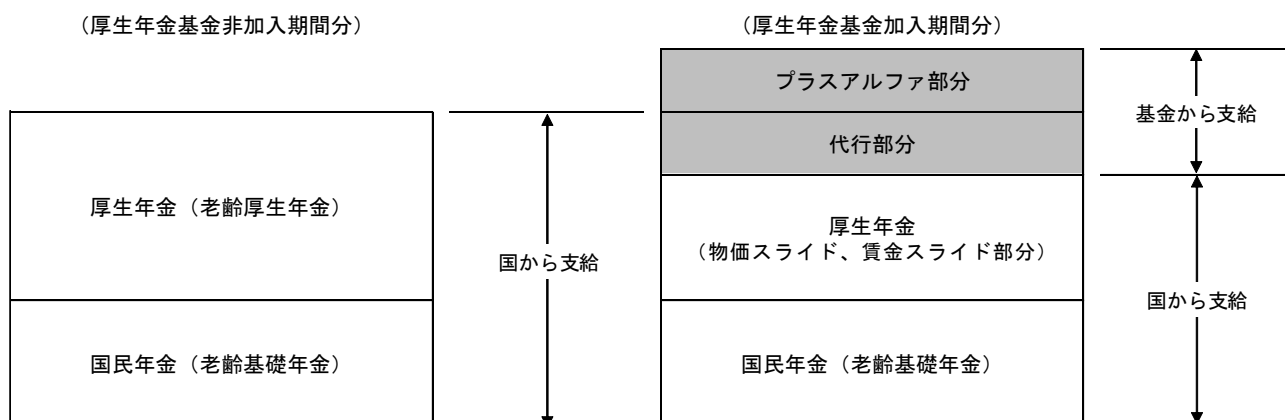 （厚生年金基金非加入期間分）
厚生年金（老齢厚生年金）
国民年金（老齢基礎年金）
国から支給
（厚生年金基金加入期間分）
プラスアルファ部分
代行部分
厚生年金
（物価スライド、賃金スライド部分）
国民年金（老齢基礎年金）
基金から支給
国から支給